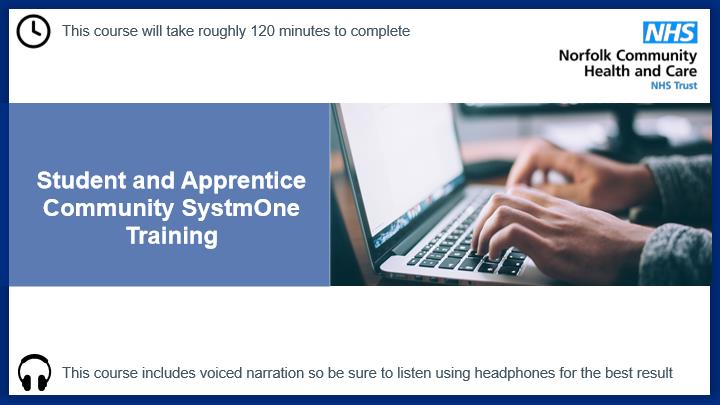 This course will take roughly 120 minutes to complete
NHS
Norfolk Community
Health and Care
NHS Trust
Student and Apprentice
Community SystmOne
Training
This course includes voiced narration so be sure to listen using headphones for the best result